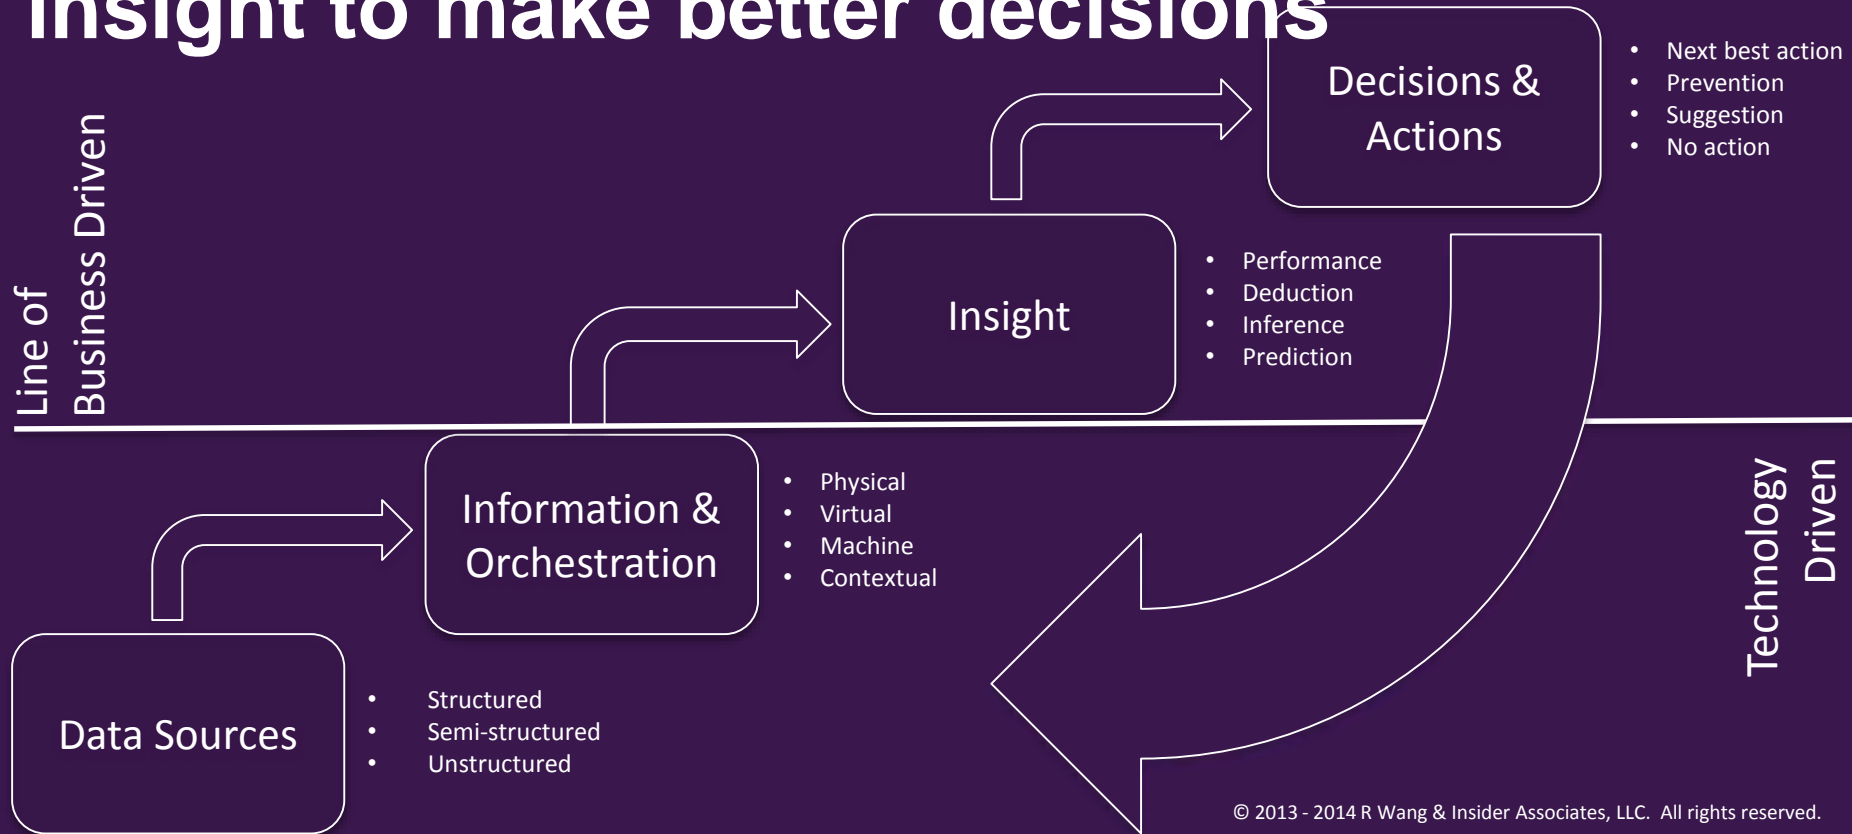 insight to make better decisions
Decisions &
Actions
• Next best action
• Prevention
• Suggestion
• No action
Line of
Business Driven
Insight
• Performance
• Deduction
• Inference
• Prediction
Information &
Orchestration
• Physical
• Virtual
• Machine
• Contextual
Technology
Driven
Data Sources
• Structured
• Semi-structured
• Unstructured
© 2013 - 2014 R Wang & Insider Associates, LLC. All rights reserved.